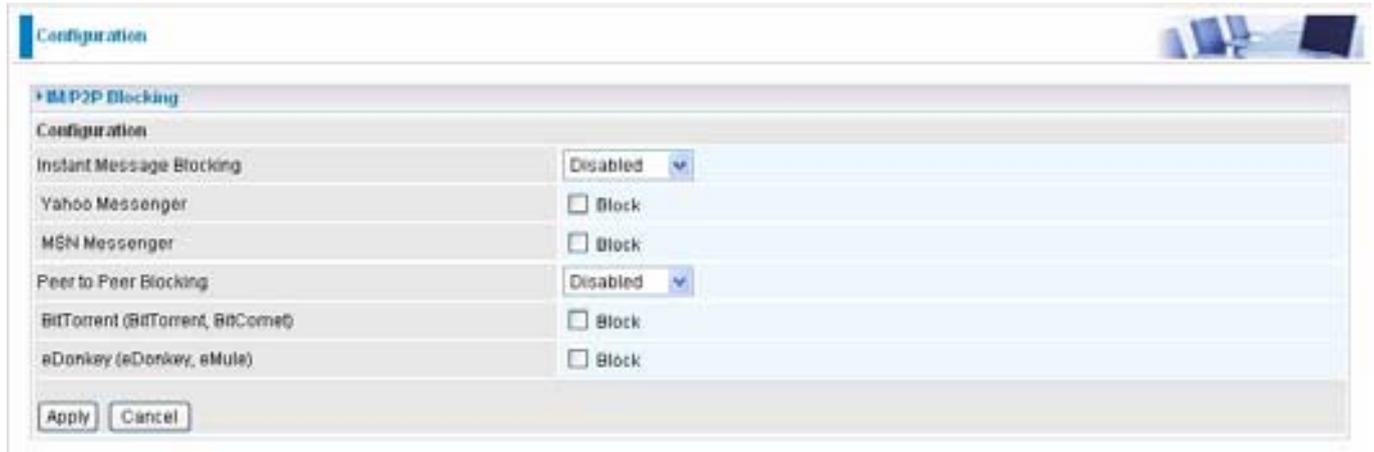 Configuration
IM/P2P Blocking
Configuration
Instant Message Blocking Disabled
Yahoo Messenger Block
MSN Messenger Block
Peer to Peer Blocking Disabled
BitTorrent (BitTorrent, BitComet) Block
eDonkey (eDonkey, eMule) Block
Apply Cancel